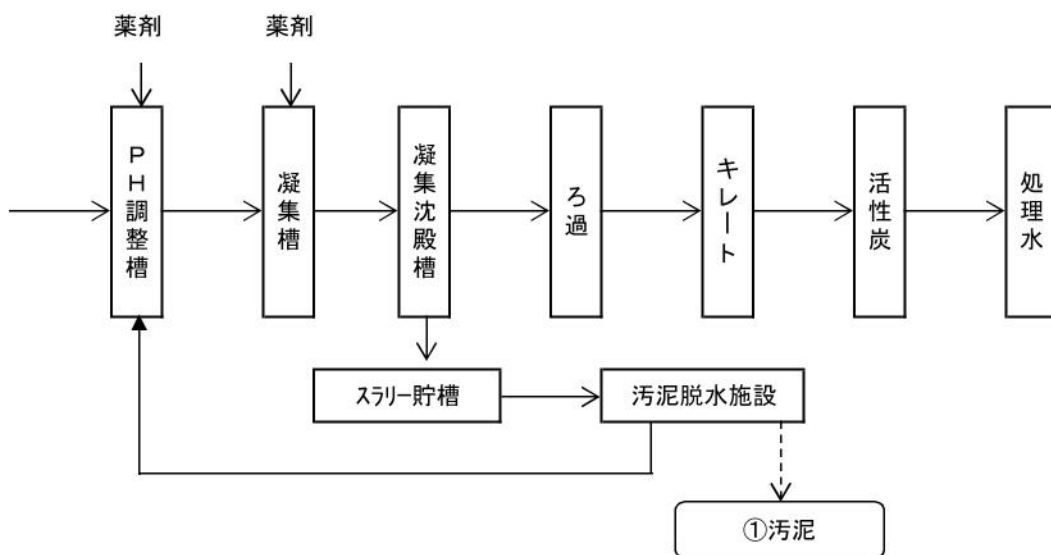 薬剤
薬剤
ＰＨ調整槽
凝集槽
凝集沈殿槽
ろ過
キレート
活性炭
処理水
ｽﾗﾘｰ貯槽
汚泥脱水施設
①汚泥